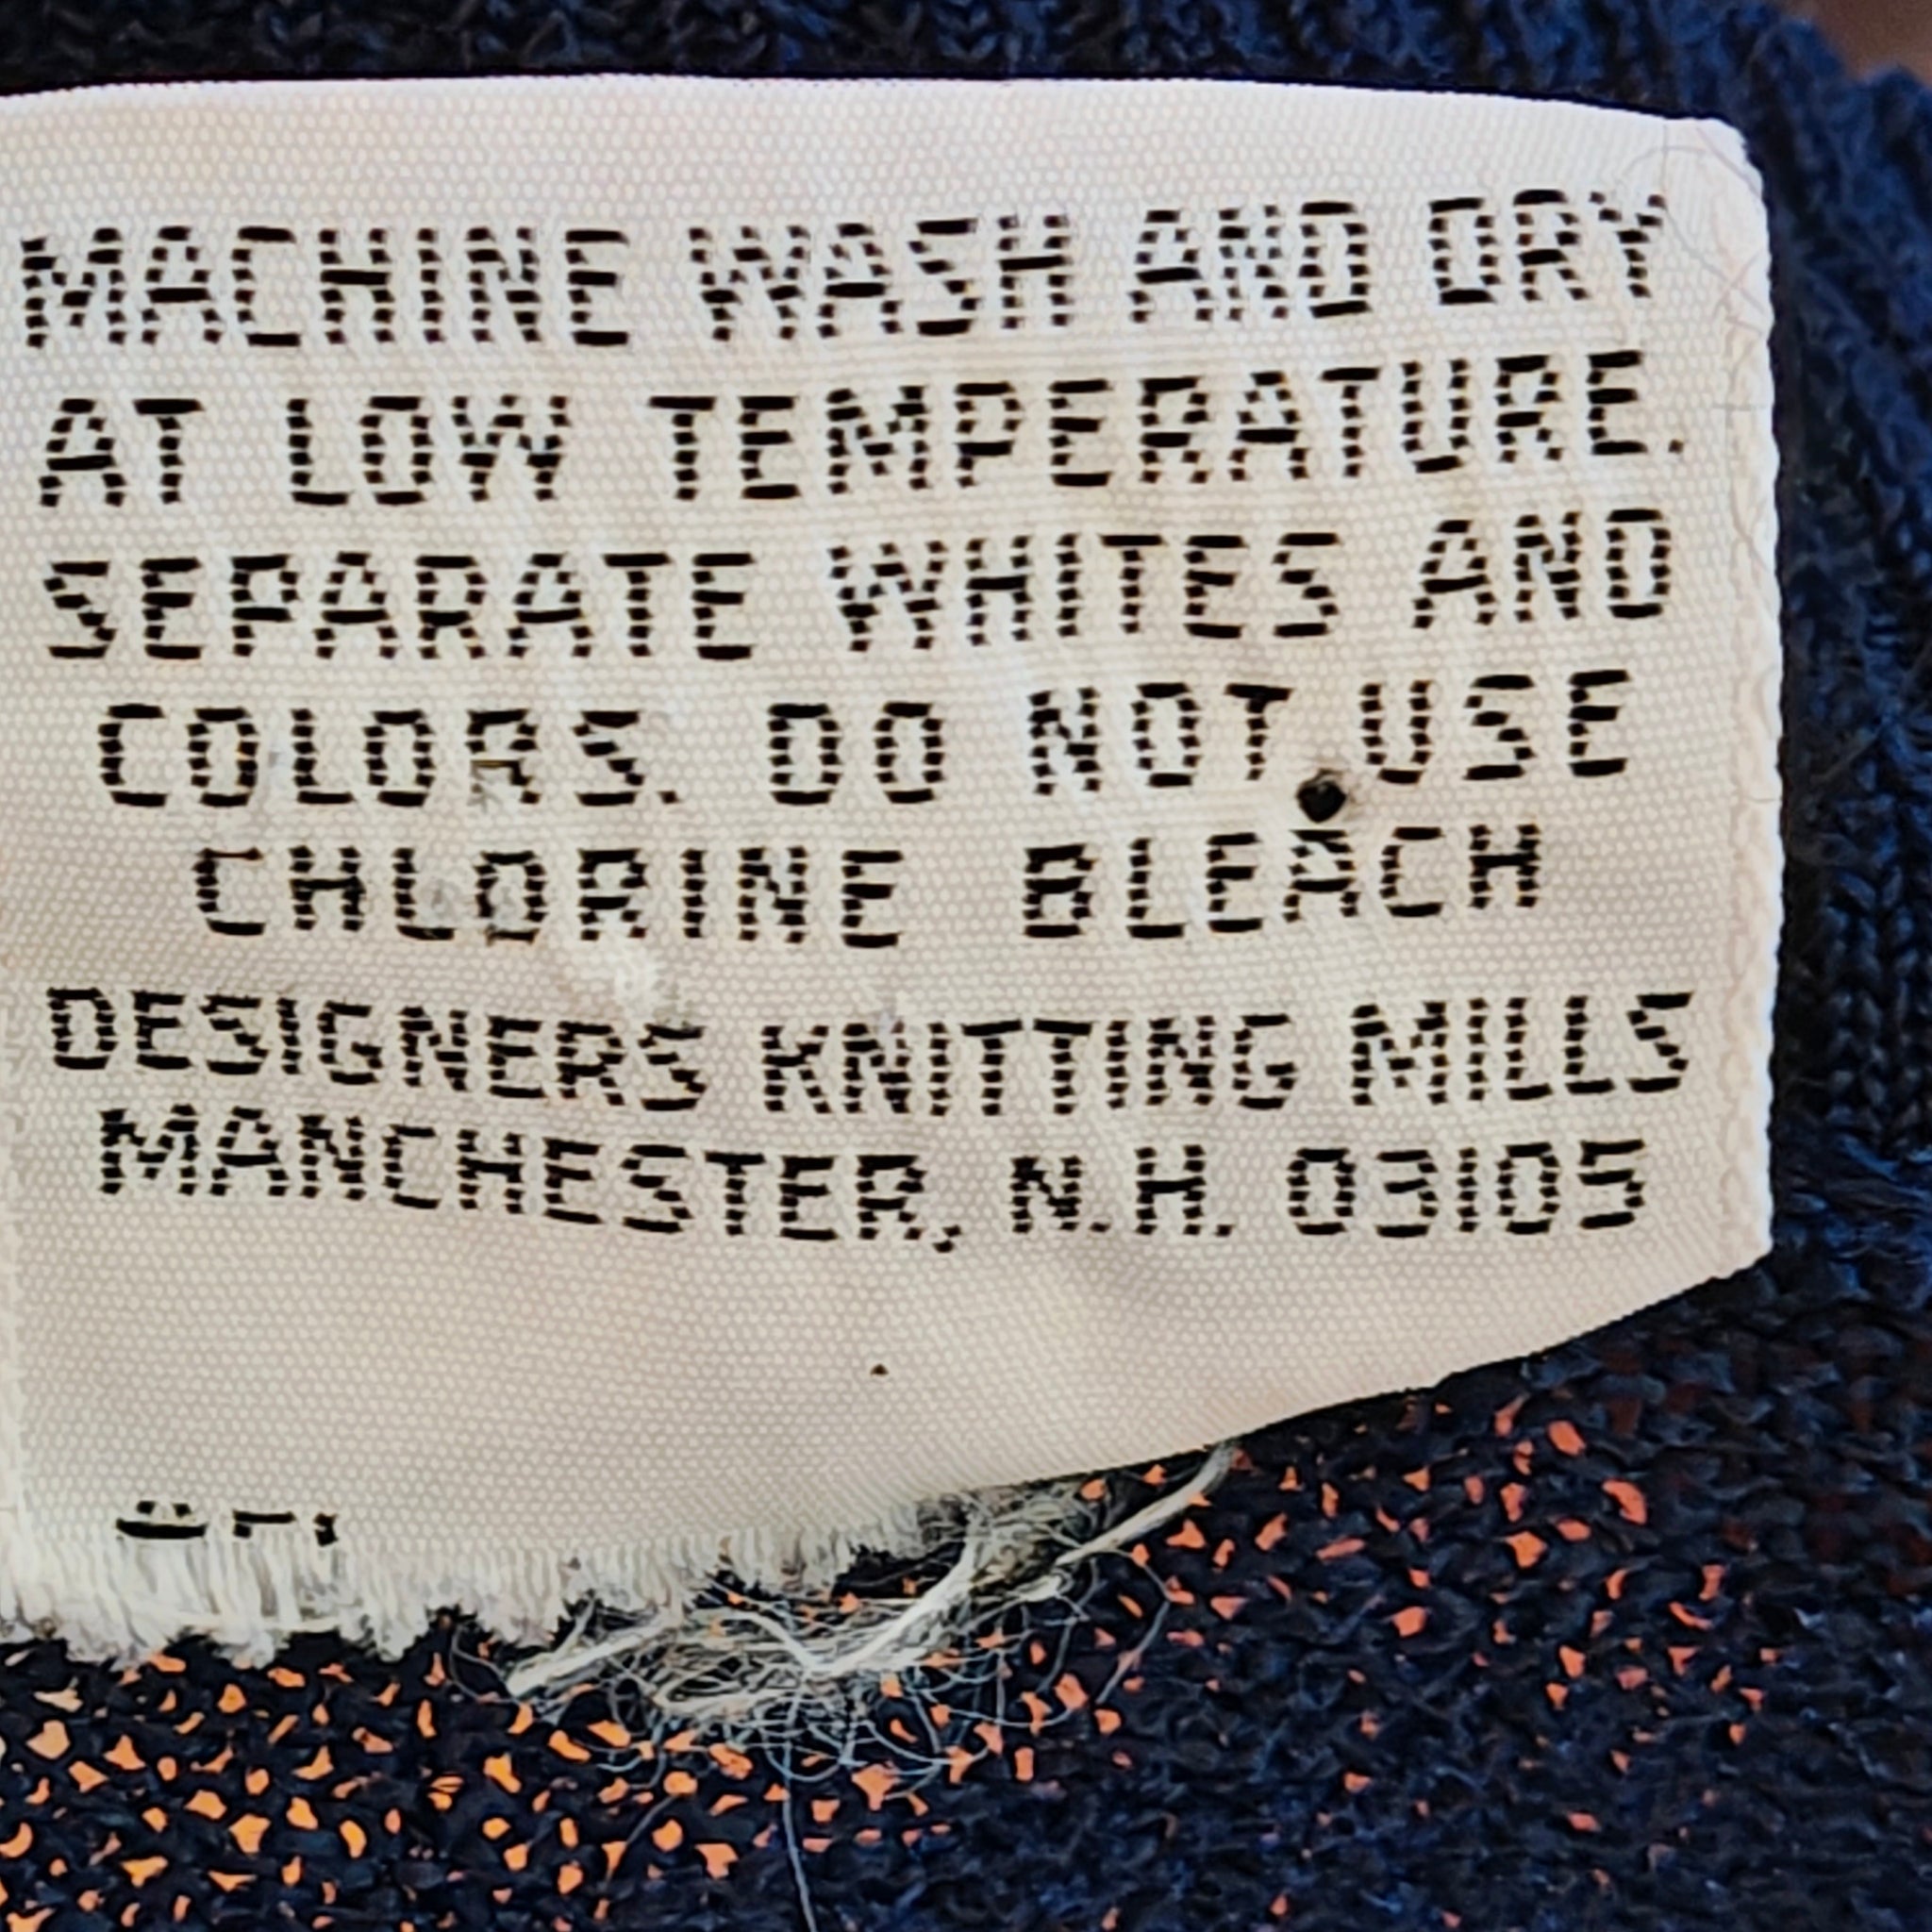 MACHINE WASH AND DRY
AT LOW TEMPERATURE.
SEPARATE WHITES AND
COLORS. DO NOT USE
CHLORINE BLEACH
DESIGNERS KNITTING MILLS
MANCHESTER, N.H. 03105